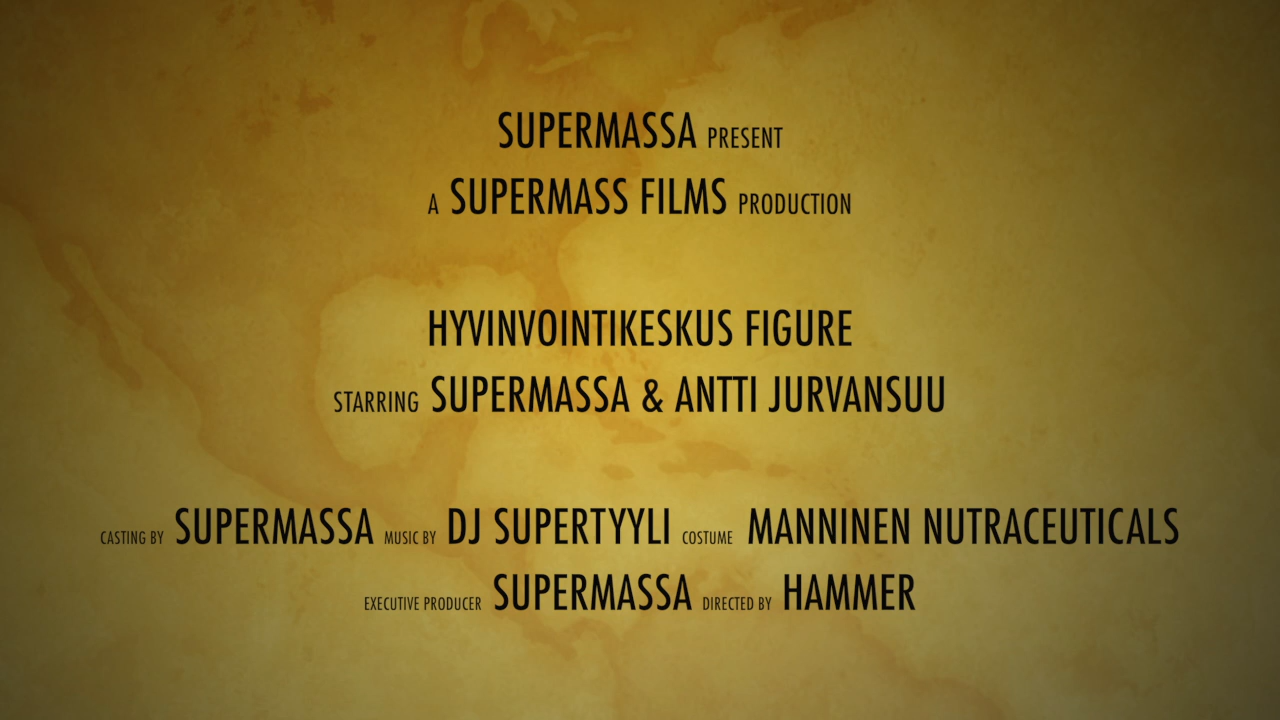 SUPERMASSA PRESENT
A SUPERMASS FILMS PRODUCTION
HYVINVOINTIKESKUS FIGURE
STARRING SUPERMASSA & ANTTI JURVANSUU
CASTING BY SUPERMASSA MUSIC BY DJ SUPERTYYLI COSTUME MANNINEN NUTRACEUTICALS
EXECUTIVE PRODUCER SUPERMASSA DIRECTED BY HAMMER